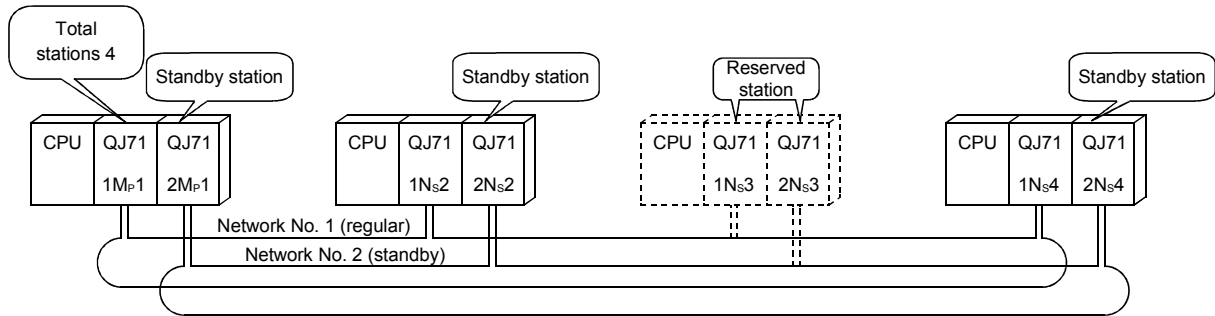 Total
stations 4
Standby station
Standby station
Reserved
station
Standby station
CPU QJ71 QJ71
1MP1 2MP1
CPU QJ71 QJ71
1NS2 2NS2
CPU QJ71 QJ71
1NS3 2NS3
CPU QJ71 QJ71
1NS4 2NS4
Network No. 1 (regular)
Network No. 2 (standby)